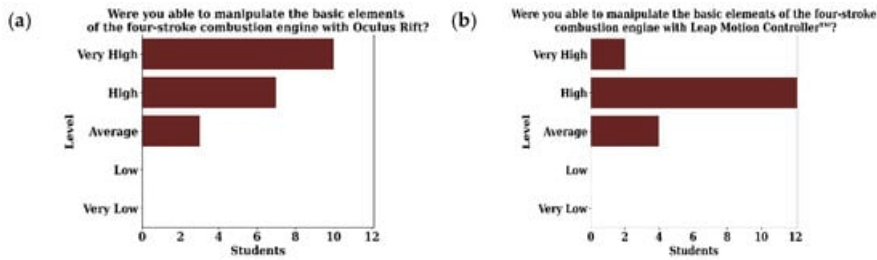 (a)
Were you able to manipulate the basic elements
of the four-stroke combustion engine with Oculus Rift?
Very High
High
Average
Low
Very Low
Level
0 2 4 6 8 10 12
Students
(b)
Were you able to manipulate the basic elements of the four-stroke
combustion engine with Leap Motion Controller™?
Very High
High
Average
Low
Very Low
Level
0 2 4 6 8 10 12
Students